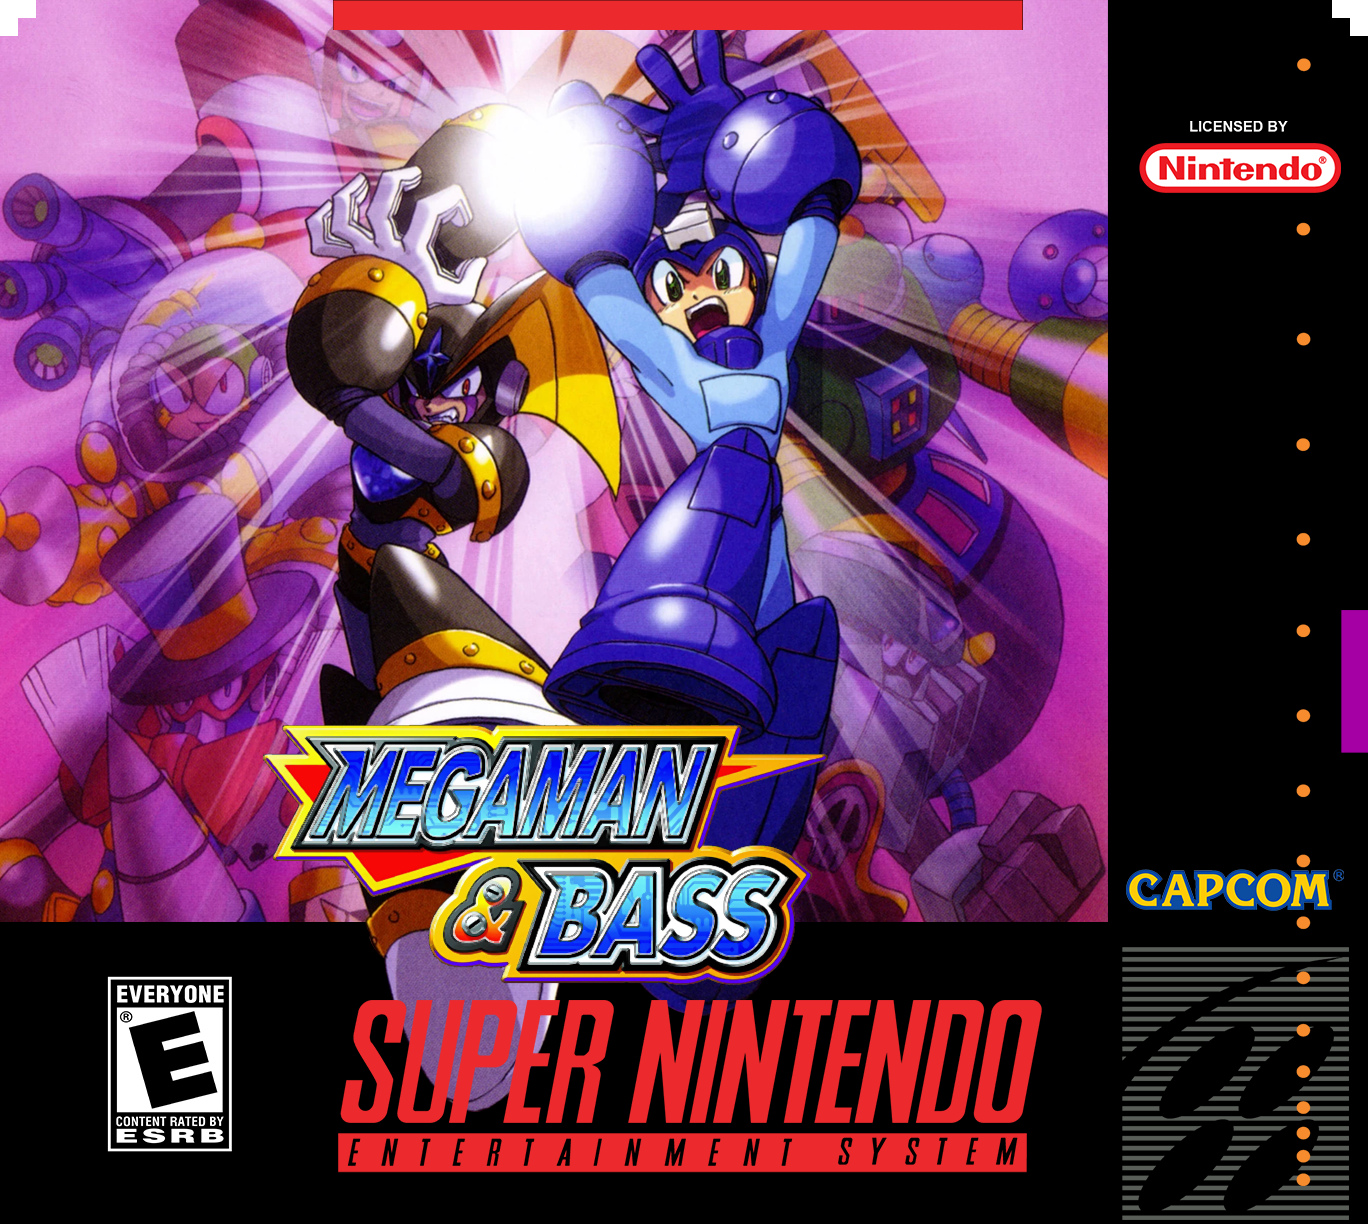 LICENSED BY
Nintendo®
MEGAMAN
& BASS
CAPCOM®
EVERYONE
®
E
CONTENT RATED BY
ESRB
SUPER NINTENDO
ENTERTAINMENT SYSTEM